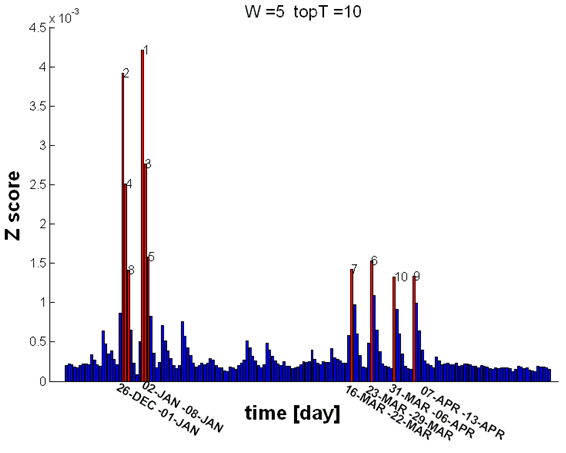 W =5 topT =10
x 10⁻³
4.5
4
3.5
3
2.5
2
1.5
1
0.5
0
Z score
1
2
3
4
5
8
6
7
10
9
26-DEC -01-JAN
02-JAN -08-JAN
16-MAR -22-MAR
23-MAR -29-MAR
31-MAR -06-APR
07-APR -13-APR
time [day]